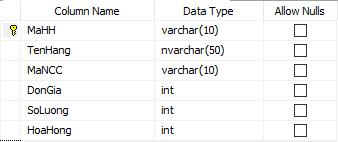 Column Name Data Type Allow Nulls
MaHH varchar(10)
TenHang nvarchar(50)
MaNCC varchar(10)
DonGia int
SoLuong int
HoaHong int